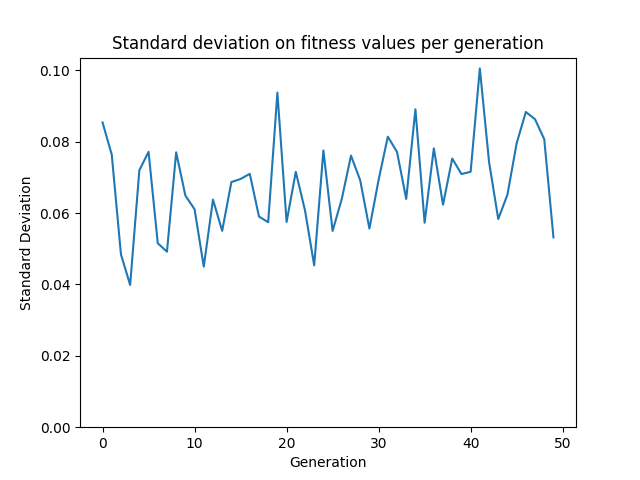 Standard deviation on fitness values per generation
0.10
0.08
0.06
0.04
0.02
0.00
Standard Deviation
0 10 20 30 40 50
Generation